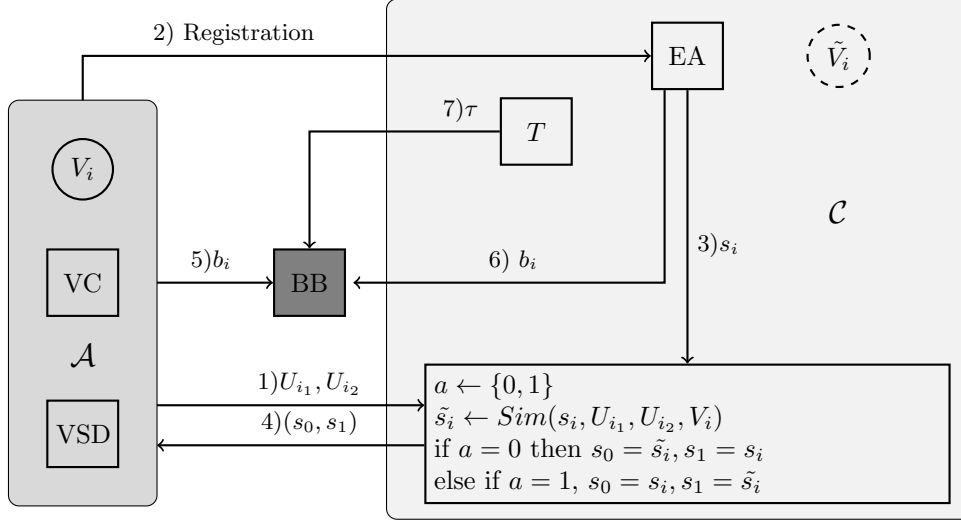 2) Registration
EA
Ṽ_i
7)τ
T
V_i
𝒞
5)b_i
6) b_i
3)s_i
VC
BB
𝒜
1)U_{i_1}, U_{i_2}
a ← {0, 1}
s̃_i ← Sim(s_i, U_{i_1}, U_{i_2}, V_i)
4)(s_0, s_1)
VSD
if a = 0 then s_0 = s̃_i, s_1 = s_i
else if a = 1, s_0 = s_i, s_1 = s̃_i